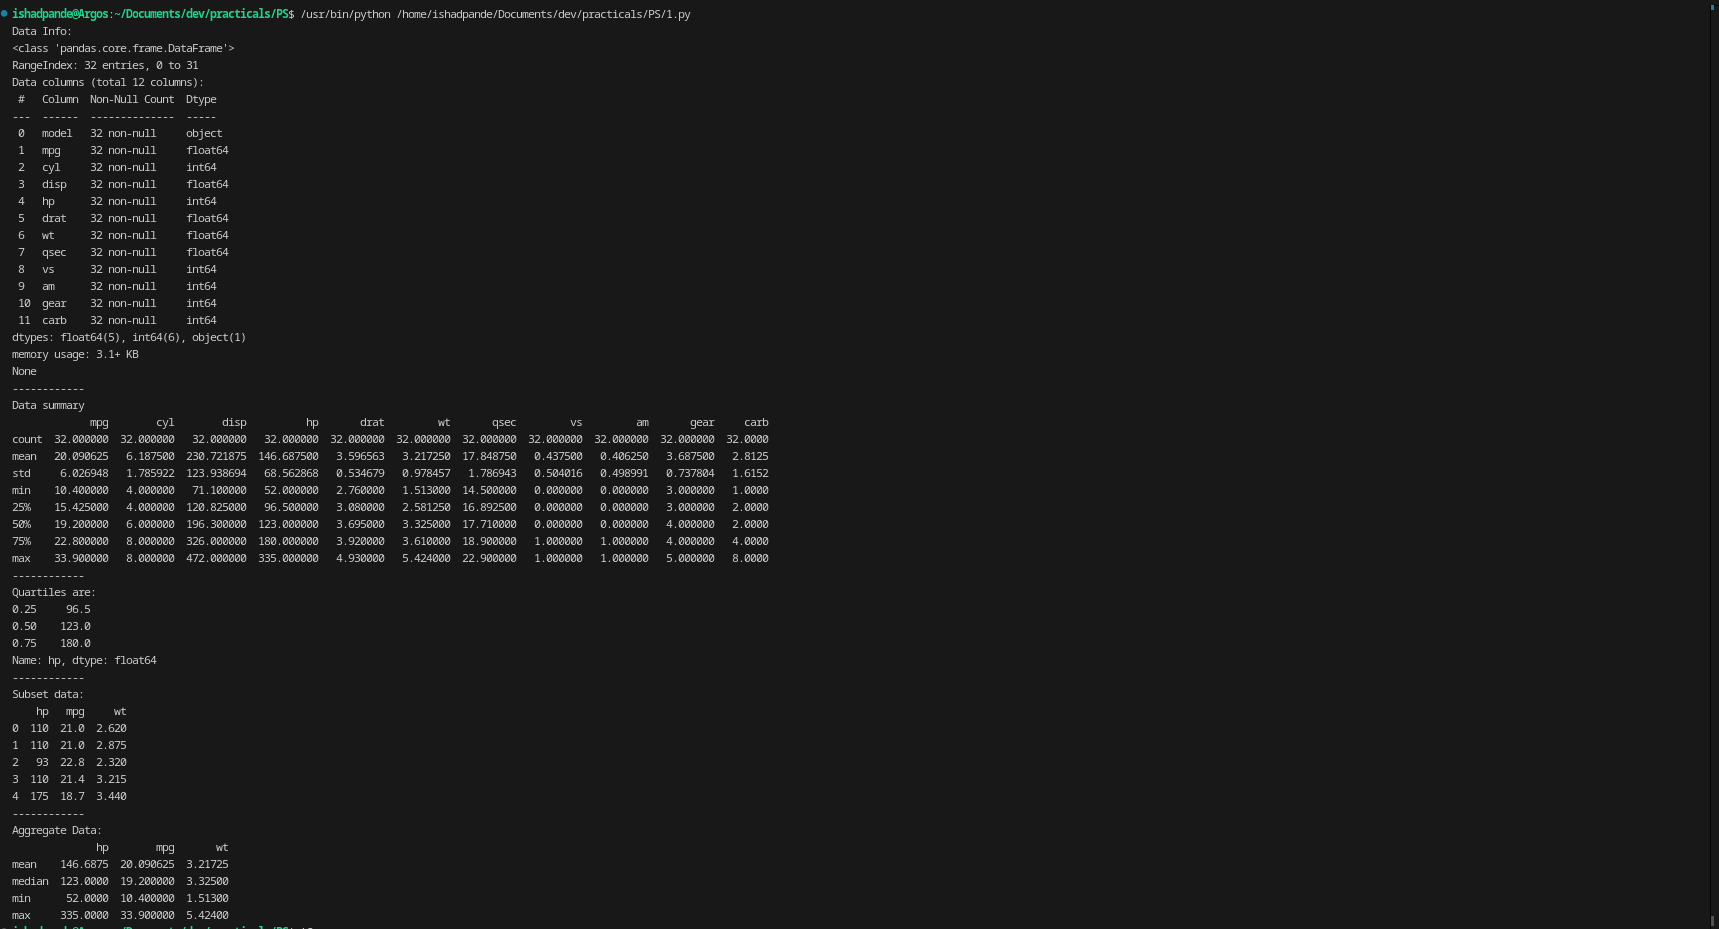 ishadpande@Argos:~/Documents/dev/practicals/PS$ /usr/bin/python /home/ishadpande/Documents/dev/practicals/PS/1.py
Data Info:
<class 'pandas.core.frame.DataFrame'>
RangeIndex: 32 entries, 0 to 31
Data columns (total 12 columns):
 #   Column  Non-Null Count  Dtype
---  ------  --------------  -----
 0   model   32 non-null     object
 1   mpg     32 non-null     float64
 2   cyl     32 non-null     int64
 3   disp    32 non-null     float64
 4   hp      32 non-null     int64
 5   drat    32 non-null     float64
 6   wt      32 non-null     float64
 7   qsec    32 non-null     float64
 8   vs      32 non-null     int64
 9   am      32 non-null     int64
 10  gear    32 non-null     int64
 11  carb    32 non-null     int64
dtypes: float64(5), int64(6), object(1)
memory usage: 3.1+ KB
None
------------
Data summary
             mpg        cyl        disp          hp       drat         wt       qsec         vs         am       gear     carb
count  32.000000  32.000000   32.000000   32.000000  32.000000  32.000000  32.000000  32.000000  32.000000  32.000000  32.0000
mean   20.090625   6.187500  230.721875  146.687500   3.596563   3.217250  17.848750   0.437500   0.406250   3.687500   2.8125
std     6.026948   1.785922  123.938694   68.562868   0.534679   0.978457   1.786943   0.504016   0.498991   0.737804   1.6152
min    10.400000   4.000000   71.100000   52.000000   2.760000   1.513000  14.500000   0.000000   0.000000   3.000000   1.0000
25%    15.425000   4.000000  120.825000   96.500000   3.080000   2.581250  16.892500   0.000000   0.000000   3.000000   2.0000
50%    19.200000   6.000000  196.300000  123.000000   3.695000   3.325000  17.710000   0.000000   0.000000   4.000000   2.0000
75%    22.800000   8.000000  326.000000  180.000000   3.920000   3.610000  18.900000   1.000000   1.000000   4.000000   4.0000
max    33.900000   8.000000  472.000000  335.000000   4.930000   5.424000  22.900000   1.000000   1.000000   5.000000   8.0000
------------
Quartiles are:
0.25     96.5
0.50    123.0
0.75    180.0
Name: hp, dtype: float64
------------
Subset data:
    hp   mpg     wt
0  110  21.0  2.620
1  110  21.0  2.875
2   93  22.8  2.320
3  110  21.4  3.215
4  175  18.7  3.440
------------
Aggregate Data:
              hp        mpg       wt
mean    146.6875  20.090625  3.21725
median  123.0000  19.200000  3.32500
min      52.0000  10.400000  1.51300
max     335.0000  33.900000  5.42400